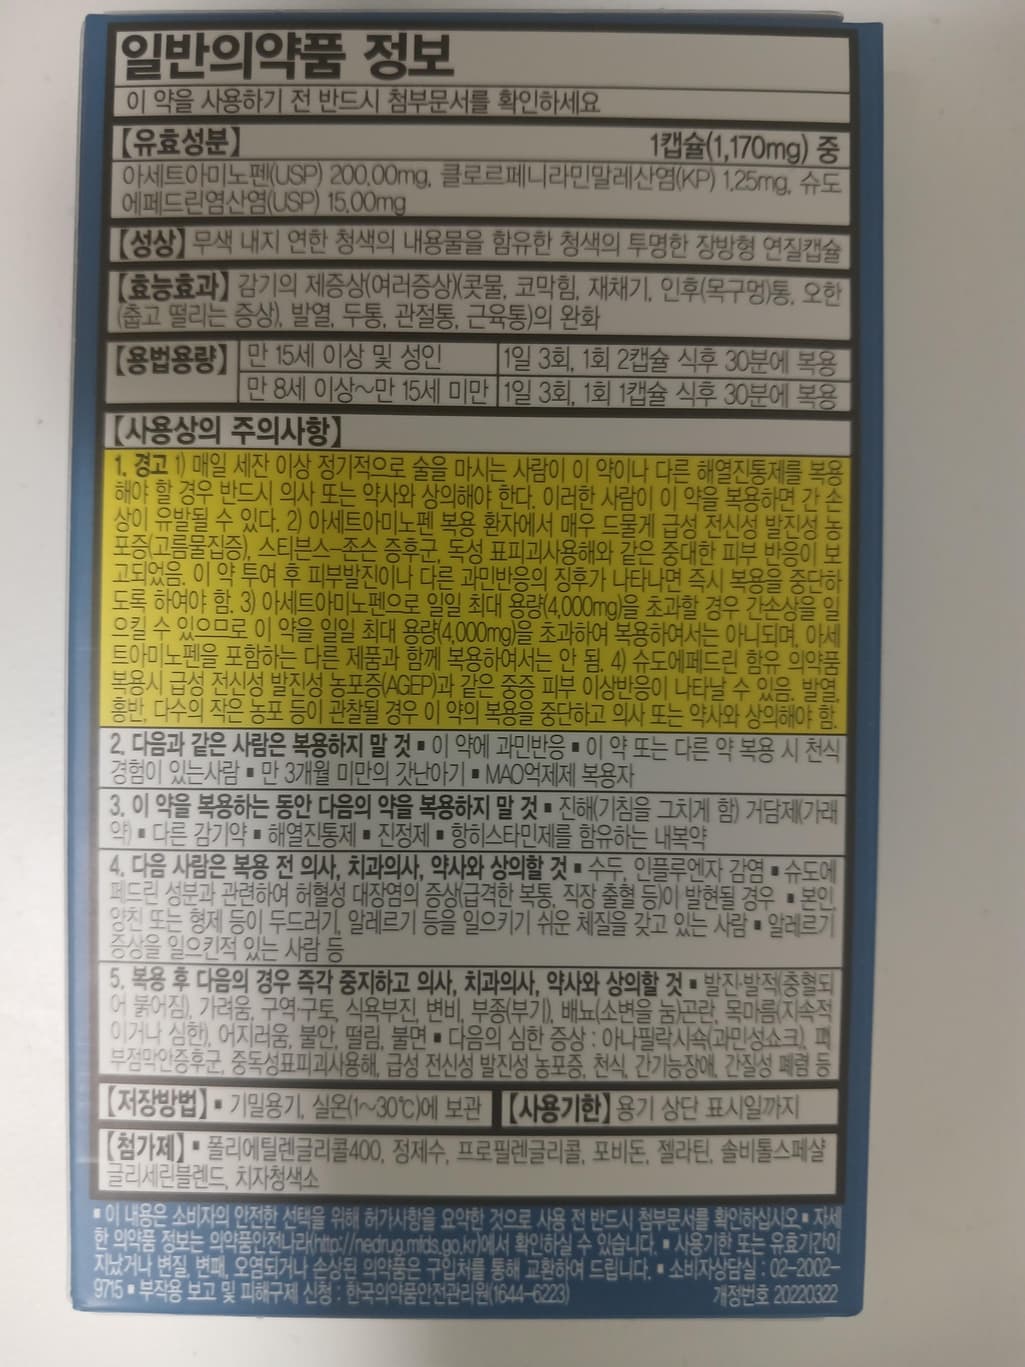 일반의약품 정보
이 약을 사용하기 전 반드시 첨부문서를 확인하세요
【유효성분】 1캡슐(1,170mg) 중
아세트아미노펜(USP) 200.00mg, 클로르페니라민말레산염(KP) 1.25mg, 슈도
에페드린염산염(USP) 15.00mg
【성상】 무색 내지 연한 청색의 내용물을 함유한 청색의 투명한 장방형 연질캡슐
【효능효과】 감기의 제증상(여러증상)(콧물, 코막힘, 재채기, 인후(목구멍)통, 오한
(춥고 떨리는 증상), 발열, 두통, 관절통, 근육통)의 완화
【용법용량】 만 15세 이상 및 성인 1일 3회, 1회 2캡슐 식후 30분에 복용
만 8세 이상~만 15세 미만 1일 3회, 1회 1캡슐 식후 30분에 복용
【사용상의 주의사항】
1. 경고 1) 매일 세잔 이상 정기적으로 술을 마시는 사람이 이 약이나 다른 해열진통제를 복용
해야 할 경우 반드시 의사 또는 약사와 상의해야 한다. 이러한 사람이 이 약을 복용하면 간 손
상이 유발될 수 있다. 2) 아세트아미노펜 복용 환자에서 매우 드물게 급성 전신성 발진성 농
포증(고름물집증), 스티븐스-존슨 증후군, 독성 표피괴사용해와 같은 중대한 피부 반응이 보
고되었음. 이 약 투여 후 피부발진이나 다른 과민반응의 징후가 나타나면 즉시 복용을 중단하
도록 하여야 함. 3) 아세트아미노펜으로 일일 최대 용량(4,000mg)을 초과할 경우 간손상을 일
으킬 수 있으므로 이 약을 일일 최대 용량(4,000mg)을 초과하여 복용하여서는 아니되며, 아세
트아미노펜을 포함하는 다른 제품과 함께 복용하여서는 안 됨. 4) 슈도에페드린 함유 의약품
복용시 급성 전신성 발진성 농포증(AGEP)과 같은 중증 피부 이상반응이 나타날 수 있음. 발열,
홍반, 다수의 작은 농포 등이 관찰될 경우 이 약의 복용을 중단하고 의사 또는 약사와 상의해야 함.
2. 다음과 같은 사람은 복용하지 말 것 ▪ 이 약에 과민반응 ▪ 이 약 또는 다른 약 복용 시 천식
경험이 있는사람 ▪ 만 3개월 미만의 갓난아기 ▪ MAO억제제 복용자
3. 이 약을 복용하는 동안 다음의 약을 복용하지 말 것 ▪ 진해(기침을 그치게 함) 거담제(가래
약) ▪ 다른 감기약 ▪ 해열진통제 ▪ 진정제 ▪ 항히스타민제를 함유하는 내복약
4. 다음 사람은 복용 전 의사, 치과의사, 약사와 상의할 것 ▪ 수두, 인플루엔자 감염 ▪ 슈도에
페드린 성분과 관련하여 허혈성 대장염의 증상(급격한 복통, 직장 출혈 등)이 발현될 경우 ▪ 본인,
양친 또는 형제 등이 두드러기, 알레르기 등을 일으키기 쉬운 체질을 갖고 있는 사람 ▪ 알레르기
증상을 일으킨적 있는 사람 등
5. 복용 후 다음의 경우 즉각 중지하고 의사, 치과의사, 약사와 상의할 것 ▪ 발진·발적(충혈되
어 붉어짐), 가려움, 구역·구토, 식욕부진, 변비, 부종(부기), 배뇨(소변을 눔)곤란, 목마름(지속적
이거나 심한), 어지러움, 불안, 떨림, 불면 ▪ 다음의 심한 증상 : 아나필락시속(과민성쇼크), 피
부점막안증후군, 중독성표피괴사용해, 급성 전신성 발진성 농포증, 천식, 간기능장애, 간질성 폐렴 등
【저장방법】 ▪ 기밀용기, 실온(1~30℃)에 보관 【사용기한】 용기 상단 표시일까지
【첨가제】 ▪ 폴리에틸렌글리콜400, 정제수, 프로필렌글리콜, 포비돈, 젤라틴, 솔비톨스페샬
글리세린블렌드, 치자청색소
▪ 이 내용은 소비자의 안전한 선택을 위해 허가사항을 요약한 것으로 사용 전 반드시 첨부문서를 확인하십시오 ▪ 자세
한 의약품 정보는 의약품안전나라(http://nedrug.mfds.go.kr)에서 확인하실 수 있습니다. ▪ 사용기한 또는 유효기간이
지났거나 변질, 변패, 오염되거나 손상된 의약품은 구입처를 통해 교환하여 드립니다. ▪ 소비자상담실 : 02-2002-
9715 ▪ 부작용 보고 및 피해구제 신청 : 한국의약품안전관리원(1644-6223) 개정번호 20220322